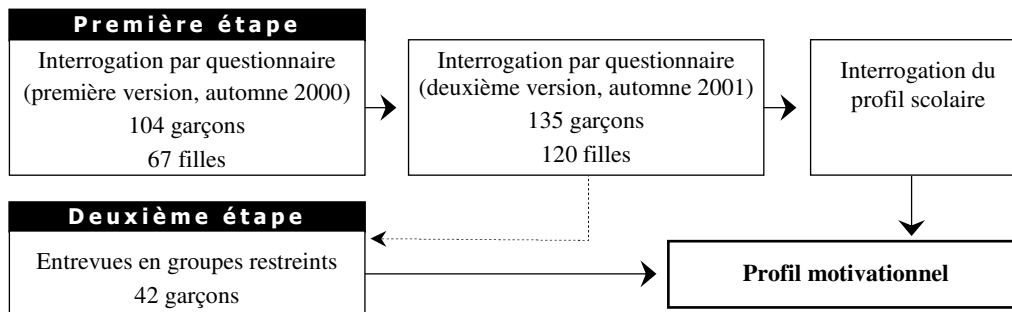 Première étape
Interrogation par questionnaire
(première version, automne 2000)
104 garçons
67 filles
Interrogation par questionnaire
(deuxième version, automne 2001)
135 garçons
120 filles
Interrogation du
profil scolaire
Deuxième étape
Entrevues en groupes restreints
42 garçons
Profil motivationnel